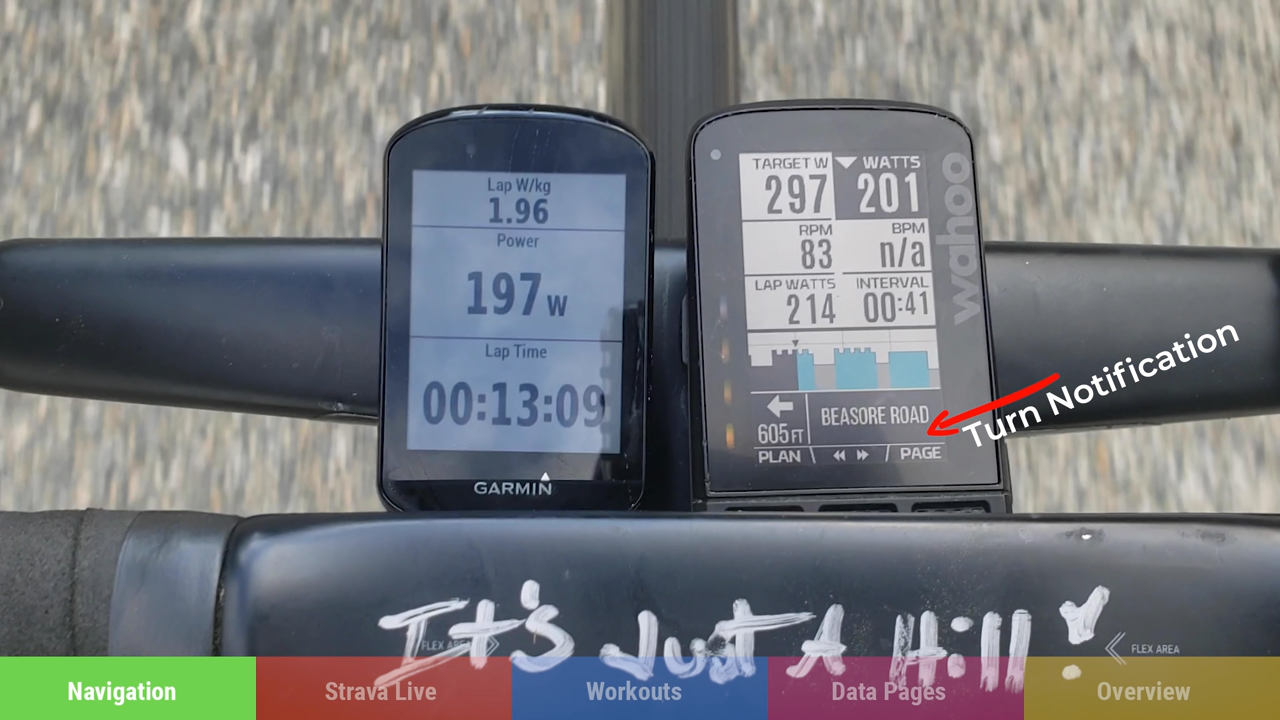 Lap W/kg
1.96
Power
197 W
Lap Time
00:13:09
GARMIN
TARGET W
297
WATTS
201
RPM
83
BPM
n/a
LAP WATTS
214
INTERVAL
00:41
605 FT
BEASORE ROAD
PLAN
PAGE
wahoo
Turn Notification
It's Just A Hill!
FLEX AREA
FLEX AREA
Navigation
Strava Live
Workouts
Data Pages
Overview